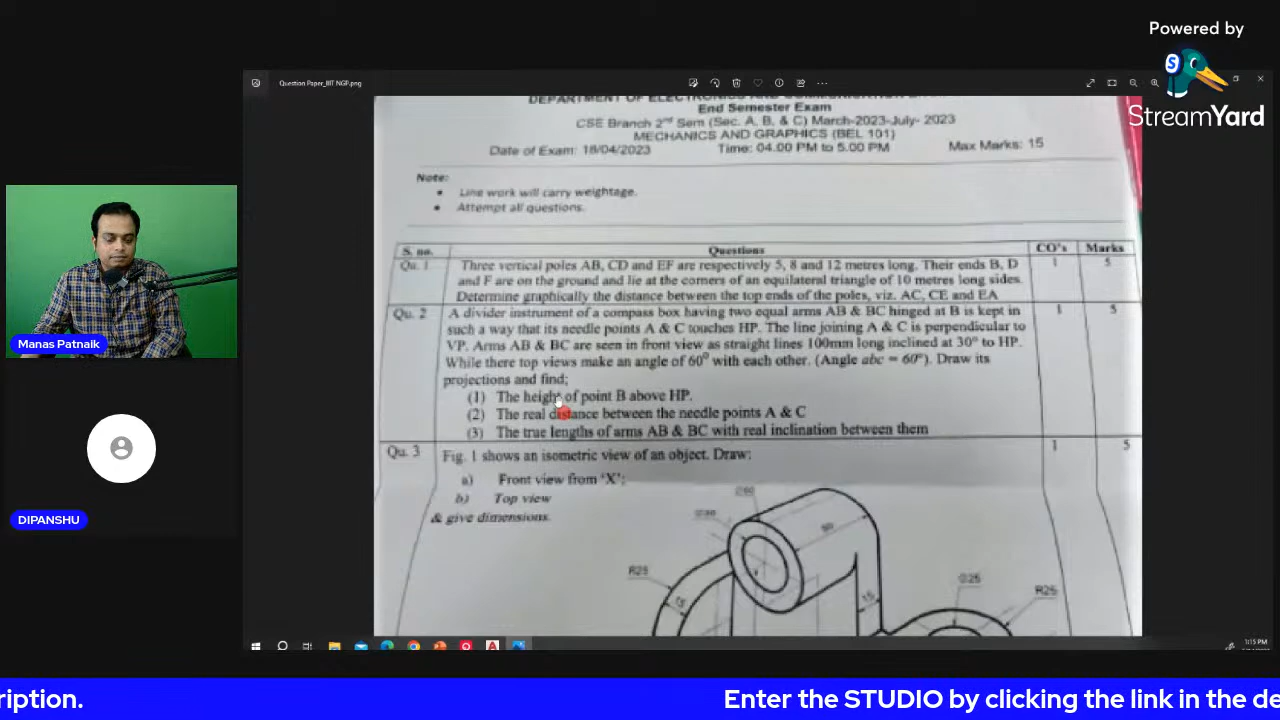 Powered by
StreamYard
Question Paper_IIIT NGP.png
DEPARTMENT OF ELECTRONICS AND
End Semester Exam
CSE Branch 2nd Sem (Sec. A, B, & C) March-2023-July- 2023
MECHANICS AND GRAPHICS (BEL 101)
Date of Exam: 18/04/2023 Time: 04.00 PM to 5.00 PM Max Marks: 15
Note:
• Line work will carry weightage.
• Attempt all questions.
S. no. Questions CO's Marks
Qu. 1 Three vertical poles AB, CD and EF are respectively 5, 8 and 12 metres long. Their ends B, D 1 5
and F are on the ground and lie at the corners of an equilateral triangle of 10 metres long sides.
Determine graphically the distance between the top ends of the poles, viz. AC, CE and EA
Qu. 2 A divider instrument of a compass box having two equal arms AB & BC hinged at B is kept in 1 5
such a way that its needle points A & C touches HP. The line joining A & C is perpendicular to
VP. Arms AB & BC are seen in front view as straight lines 100mm long inclined at 30° to HP.
While there top views make an angle of 60° with each other. (Angle abc = 60°). Draw its
projections and find;
(1) The height of point B above HP.
(2) The real distance between the needle points A & C
(3) The true lengths of arms AB & BC with real inclination between them
Qu. 3 Fig. 1 shows an isometric view of an object. Draw: 1 5
a) Front view from 'X';
b) Top view
& give dimensions.
∅60
∅30
50
R25
15
15
∅25
R25
Manas Patnaik
DIPANSHU
1:15 PM
ription. Enter the STUDIO by clicking the link in the de